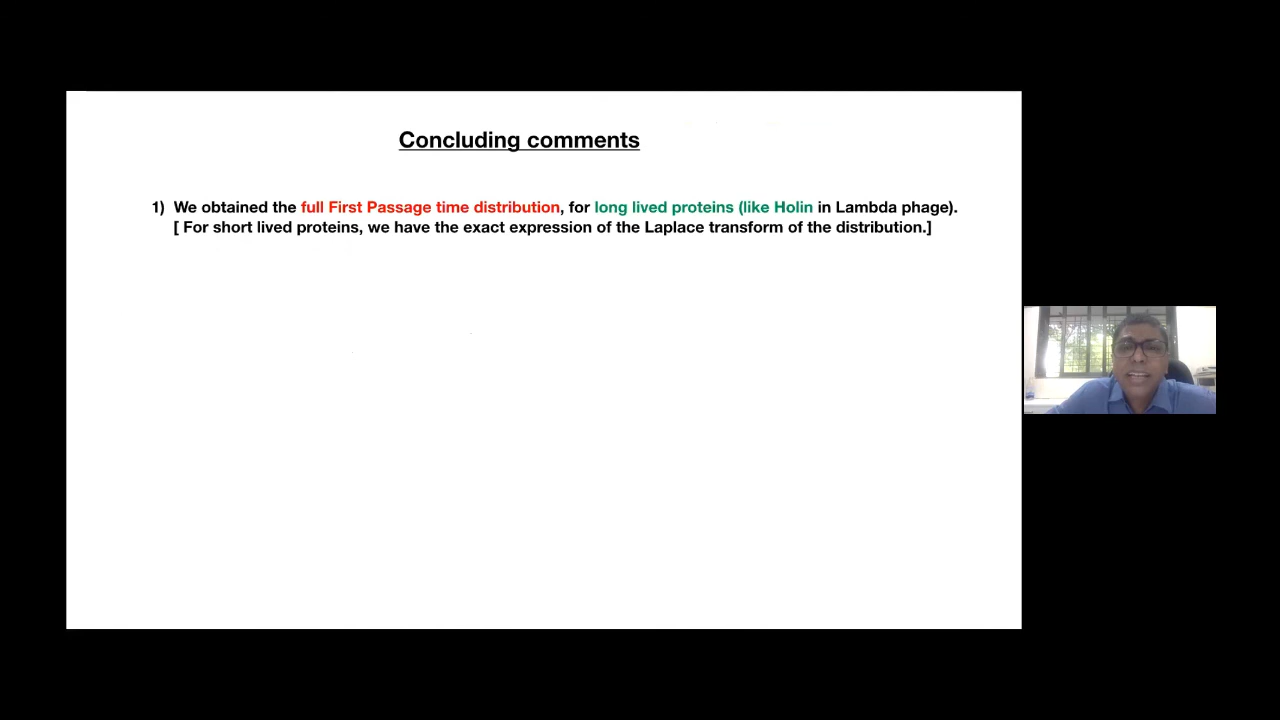 Concluding comments
1) We obtained the full First Passage time distribution, for long lived proteins (like Holin in Lambda phage).
[ For short lived proteins, we have the exact expression of the Laplace transform of the distribution.]